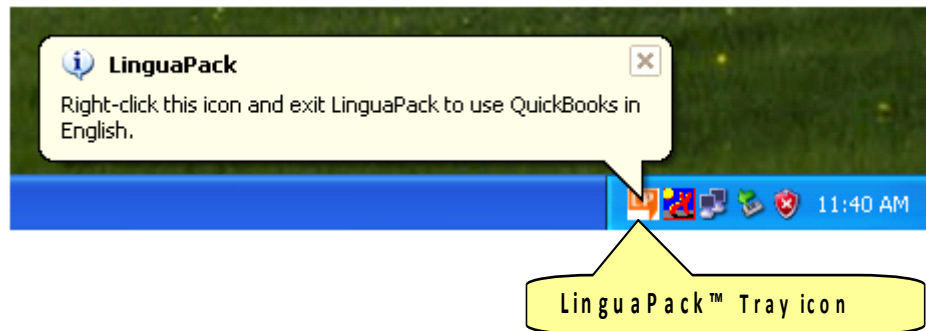 LinguaPack
Right-click this icon and exit LinguaPack to use QuickBooks in
English.
LP
11:40 AM
LinguaPack™ Tray icon